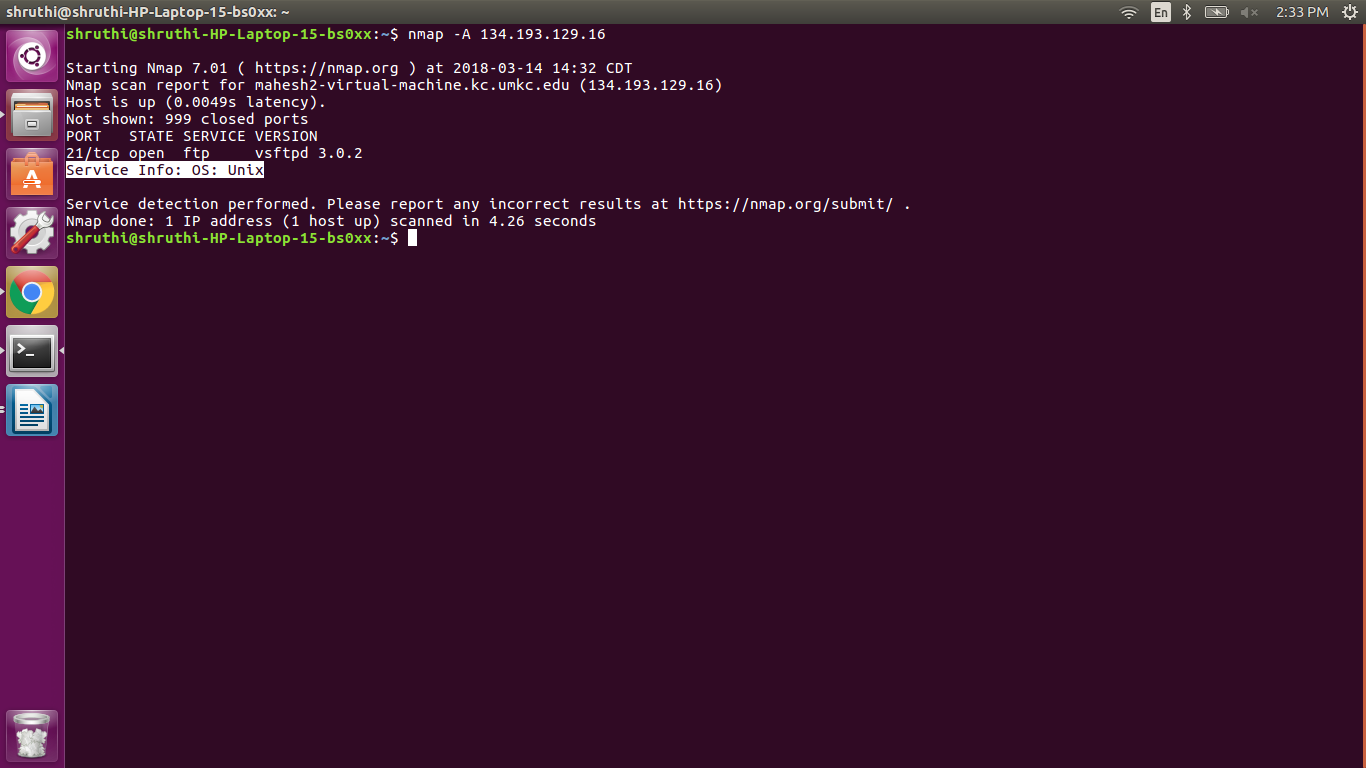 shruthi@shruthi-HP-Laptop-15-bs0xx: ~
En
2:33 PM
shruthi@shruthi-HP-Laptop-15-bs0xx:~$ nmap -A 134.193.129.16
Starting Nmap 7.01 ( https://nmap.org ) at 2018-03-14 14:32 CDT
Nmap scan report for mahesh2-virtual-machine.kc.umkc.edu (134.193.129.16)
Host is up (0.0049s latency).
Not shown: 999 closed ports
PORT   STATE SERVICE VERSION
21/tcp open  ftp     vsftpd 3.0.2
Service Info: OS: Unix
Service detection performed. Please report any incorrect results at https://nmap.org/submit/ .
Nmap done: 1 IP address (1 host up) scanned in 4.26 seconds
shruthi@shruthi-HP-Laptop-15-bs0xx:~$